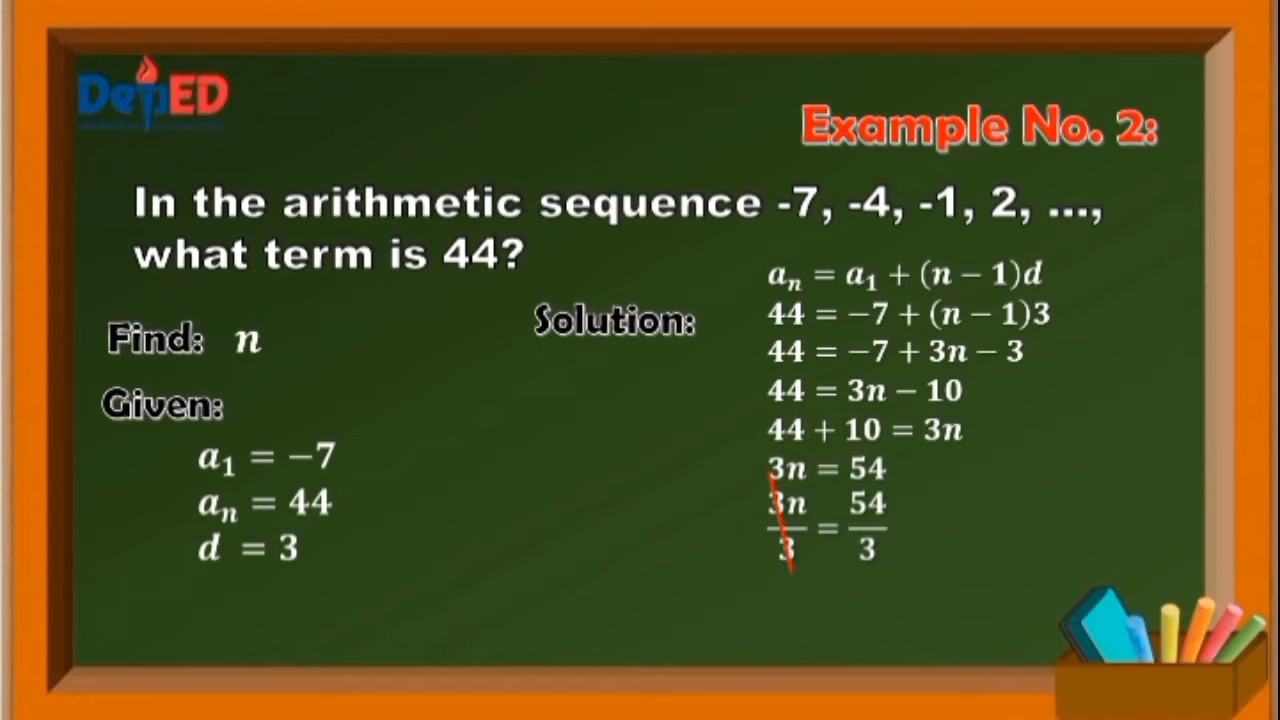 DepED
Example No. 2:
In the arithmetic sequence -7, -4, -1, 2, ...,
what term is 44?
Find: n
Given:
a₁ = −7
aₙ = 44
d = 3
Solution:
aₙ = a₁ + (n − 1)d
44 = −7 + (n − 1)3
44 = −7 + 3n − 3
44 = 3n − 10
44 + 10 = 3n
3n = 54
3n/3 = 54/3